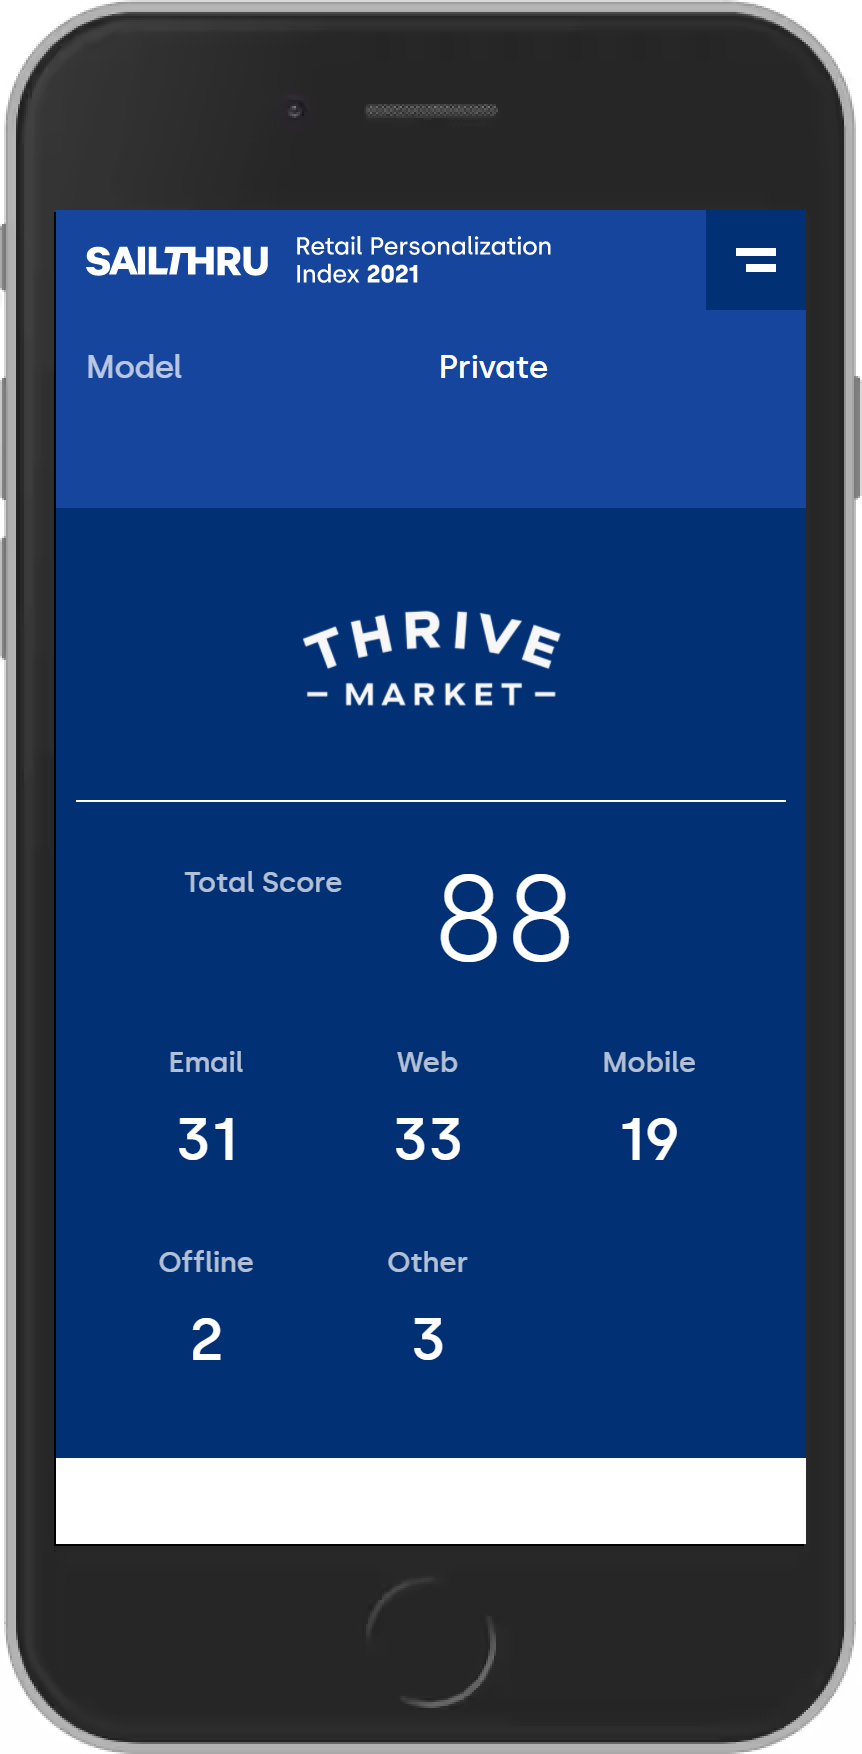 SAILTHRU
Retail Personalization
Index 2021
Model Private
THRIVE
– MARKET –
Total Score 88
Email Web Mobile
31 33 19
Offline Other
2 3